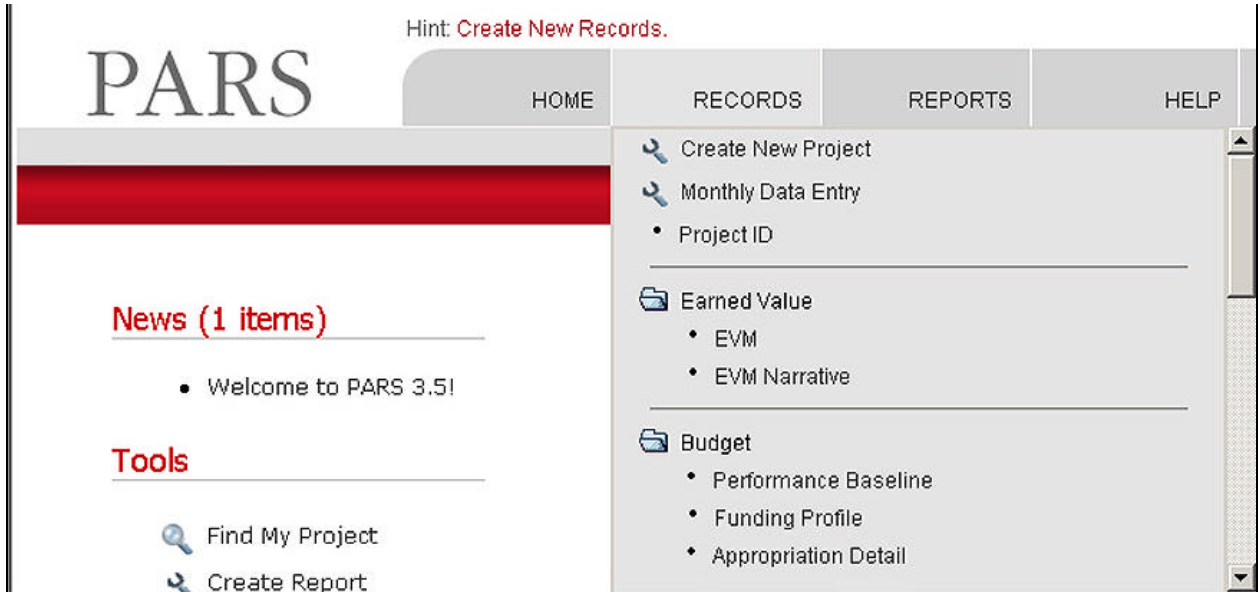 Hint: Create New Records.
PARS
HOME
RECORDS
REPORTS
HELP
Create New Project
Monthly Data Entry
• Project ID
Earned Value
• EVM
• EVM Narrative
Budget
• Performance Baseline
• Funding Profile
• Appropriation Detail
News (1 items)
• Welcome to PARS 3.5!
Tools
Find My Project
Create Report